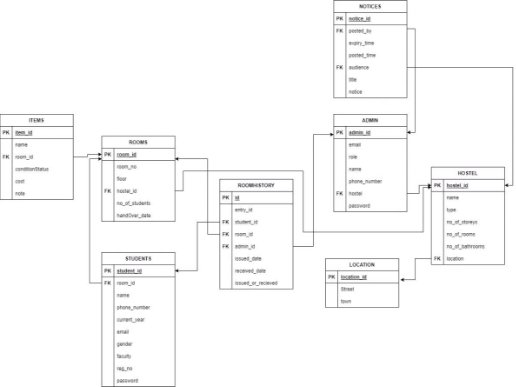 NOTICES
PK notice_id
FK posted_by
expiry_time
posted_time
FK audience
title
notice
ITEMS
PK item_id
name
FK room_id
conditionStatus
cost
note
ROOMS
PK room_id
room_no
floor
FK hostel_id
no_of_students
handOver_date
ADMIN
PK admin_id
email
role
name
phone_number
FK hostel
password
ROOMHISTORY
PK id
entry_id
FK student_id
FK room_id
FK admin_id
issued_date
received_date
issued_or_recieved
HOSTEL
PK hostel_id
name
type
no_of_storeys
no_of_rooms
no_of_bathrooms
FK location
STUDENTS
PK student_id
FK room_id
name
phone_number
current_year
email
gender
faculty
reg_no
password
LOCATION
PK location_id
Street
town